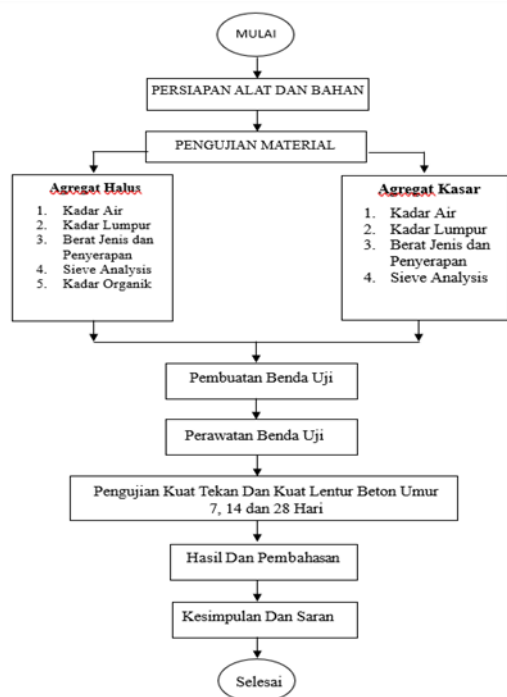 MULAI
PERSIAPAN ALAT DAN BAHAN
PENGUJIAN MATERIAL
Agregat Halus
1. Kadar Air
2. Kadar Lumpur
3. Berat Jenis dan
Penyerapan
4. Sieve Analysis
5. Kadar Organik
Agregat Kasar
1. Kadar Air
2. Kadar Lumpur
3. Berat Jenis dan
Penyerapan
4. Sieve Analysis
Pembuatan Benda Uji
Perawatan Benda Uji
Pengujian Kuat Tekan Dan Kuat Lentur Beton Umur
7, 14 dan 28 Hari
Hasil Dan Pembahasan
Kesimpulan Dan Saran
Selesai